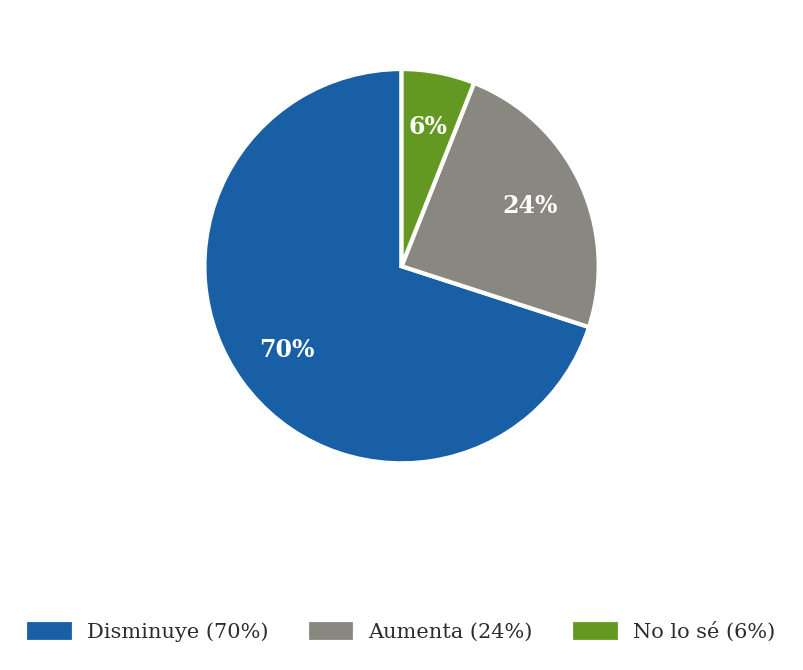 6%
24%
70%
Disminuye (70%)
Aumenta (24%)
No lo sé (6%)